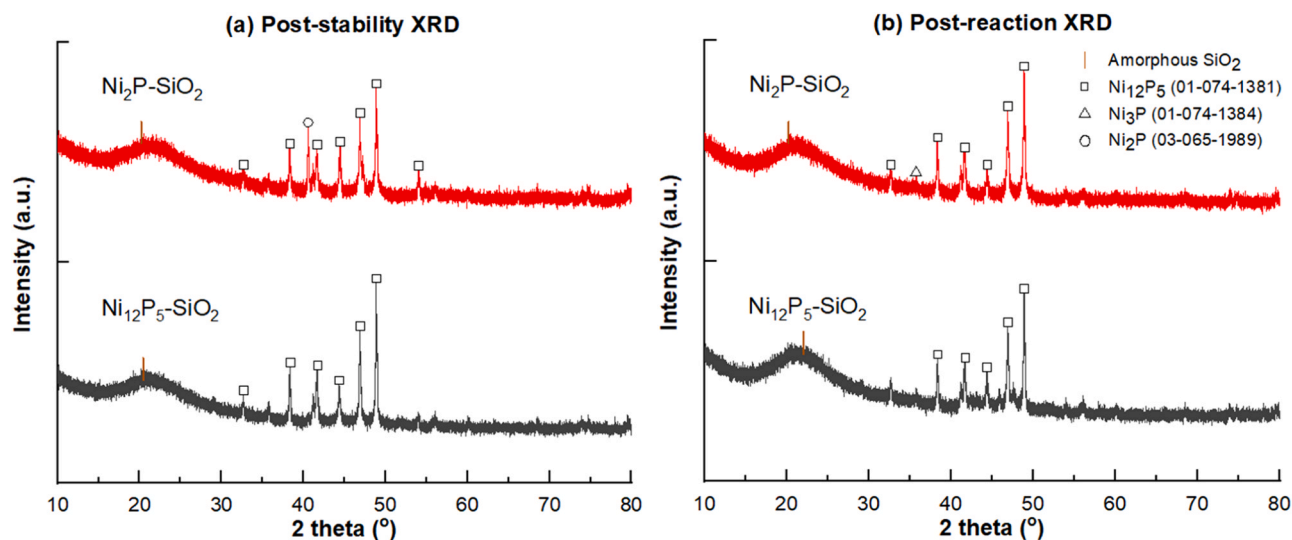 (a) Post-stability XRD
Ni2P-SiO2
Ni12P5-SiO2
Intensity (a.u.)
10 20 30 40 50 60 70 80
2 theta (o)
(b) Post-reaction XRD
Amorphous SiO2
Ni12P5 (01-074-1381)
Ni3P (01-074-1384)
Ni2P (03-065-1989)
Ni2P-SiO2
Ni12P5-SiO2
Intensity (a.u.)
10 20 30 40 50 60 70 80
2 theta (o)